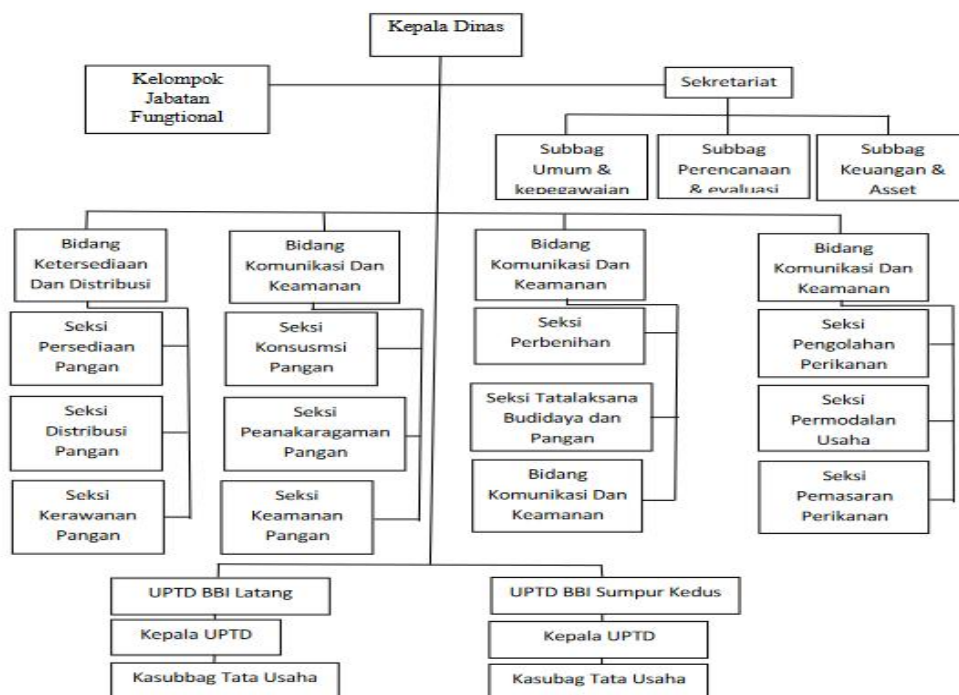 Kepala Dinas
Kelompok
Jabatan
Fungtional
Sekretariat
Subbag
Umum &
kepegawaian
Subbag
Perencanaan
& evaluasi
Subbag
Keuangan &
Asset
Bidang
Ketersediaan
Dan Distribusi
Bidang
Komunikasi Dan
Keamanan
Bidang
Komunikasi Dan
Keamanan
Bidang
Komunikasi Dan
Keamanan
Seksi
Persediaan
Pangan
Seksi
Konsusmsi
Pangan
Seksi
Perbenihan
Seksi
Pengolahan
Perikanan
Seksi
Distribusi
Pangan
Seksi
Peanakaragaman
Pangan
Seksi Tatalaksana
Budidaya dan
Pangan
Seksi
Permodalan
Usaha
Seksi
Kerawanan
Pangan
Seksi
Keamanan
Pangan
Bidang
Komunikasi Dan
Keamanan
Seksi
Pemasaran
Perikanan
UPTD BBI Latang
UPTD BBI Sumpur Kedus
Kepala UPTD
Kepala UPTD
Kasubbag Tata Usaha
Kasubag Tata Usaha